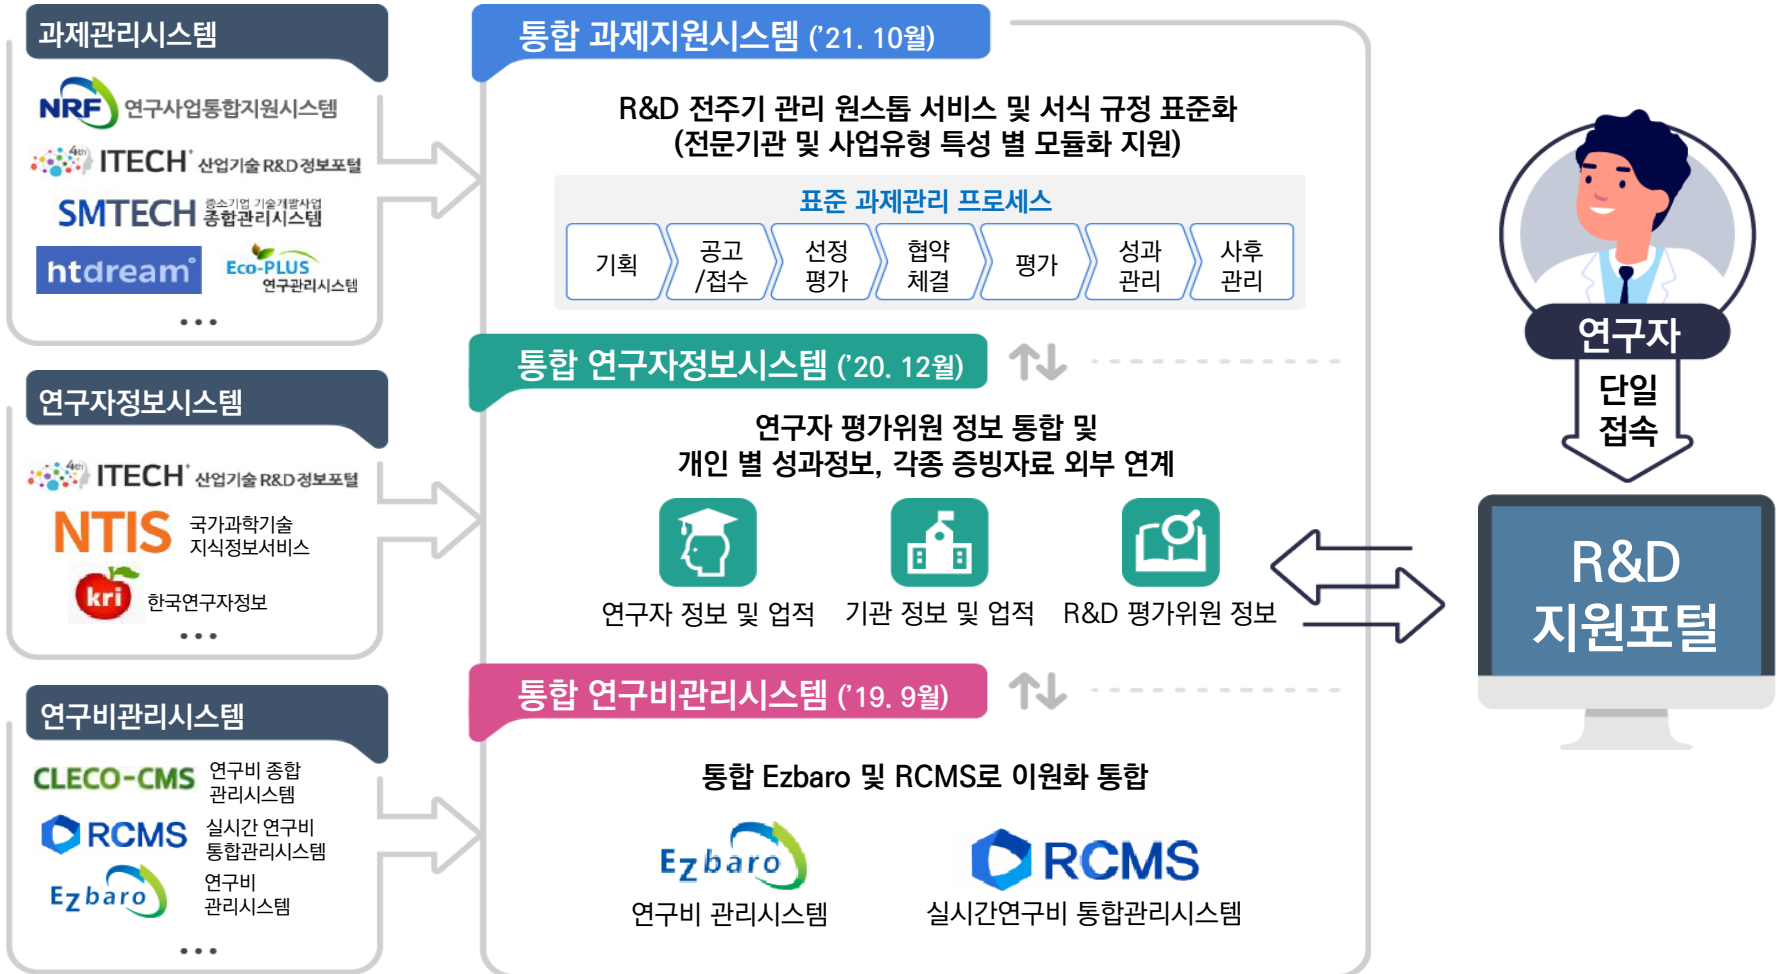 과제관리시스템
NRF 연구사업통합지원시스템
4th ITECH 산업기술 R&D 정보포털
SMTECH 중소기업 기술개발사업
종합관리시스템
htdream
Eco-PLUS
연구관리시스템
...
연구자정보시스템
4th ITECH 산업기술 R&D 정보포털
NTIS 국가과학기술
지식정보서비스
kri 한국연구자정보
...
연구비관리시스템
CLECO-CMS 연구비 종합
관리시스템
RCMS 실시간 연구비
통합관리시스템
Ezbaro 연구비
관리시스템
...
통합 과제지원시스템 ('21. 10월)
R&D 전주기 관리 원스톱 서비스 및 서식 규정 표준화
(전문기관 및 사업유형 특성 별 모듈화 지원)
표준 과제관리 프로세스
기획
공고
/접수
선정
평가
협약
체결
평가
성과
관리
사후
관리
통합 연구자정보시스템 ('20. 12월)
연구자 평가위원 정보 통합 및
개인 별 성과정보, 각종 증빙자료 외부 연계
연구자 정보 및 업적
기관 정보 및 업적
R&D 평가위원 정보
통합 연구비관리시스템 ('19. 9월)
통합 Ezbaro 및 RCMS로 이원화 통합
Ezbaro
연구비 관리시스템
RCMS
실시간연구비 통합관리시스템
연구자
단일
접속
R&D
지원포털